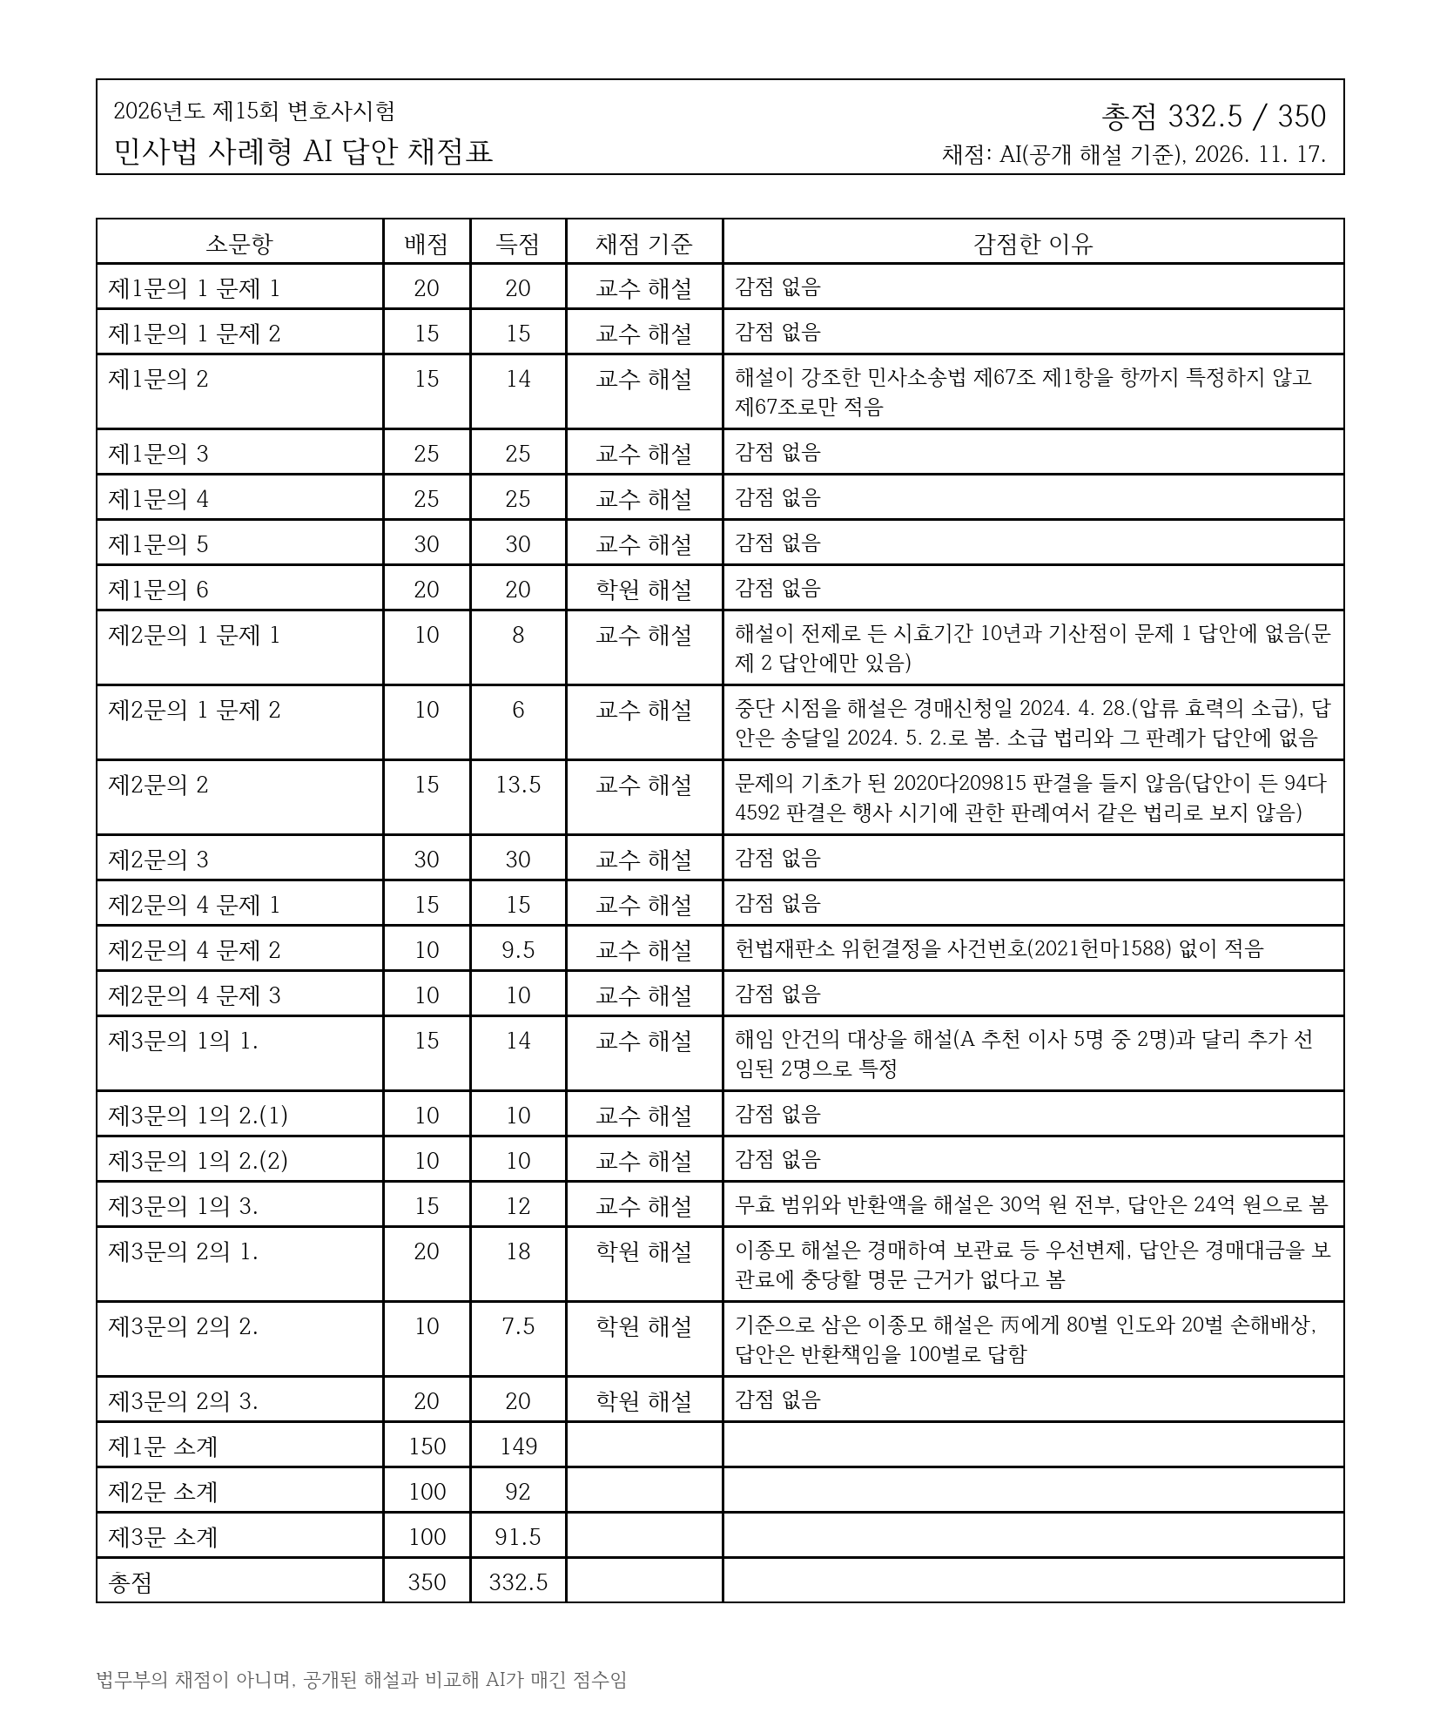 2026년도 제15회 변호사시험
민사법 사례형 AI 답안 채점표
총점 332.5 / 350
채점: AI(공개 해설 기준), 2026. 11. 17.
소문항 배점 득점 채점 기준 감점한 이유
제1문의 1 문제 1 20 20 교수 해설 감점 없음
제1문의 1 문제 2 15 15 교수 해설 감점 없음
제1문의 2 15 14 교수 해설 해설이 강조한 민사소송법 제67조 제1항을 항까지 특정하지 않고
제67조로만 적음
제1문의 3 25 25 교수 해설 감점 없음
제1문의 4 25 25 교수 해설 감점 없음
제1문의 5 30 30 교수 해설 감점 없음
제1문의 6 20 20 학원 해설 감점 없음
제2문의 1 문제 1 10 8 교수 해설 해설이 전제로 든 시효기간 10년과 기산점이 문제 1 답안에 없음(문
제 2 답안에만 있음)
제2문의 1 문제 2 10 6 교수 해설 중단 시점을 해설은 경매신청일 2024. 4. 28.(압류 효력의 소급), 답
안은 송달일 2024. 5. 2.로 봄. 소급 법리와 그 판례가 답안에 없음
제2문의 2 15 13.5 교수 해설 문제의 기초가 된 2020다209815 판결을 들지 않음(답안이 든 94다
4592 판결은 행사 시기에 관한 판례여서 같은 법리로 보지 않음)
제2문의 3 30 30 교수 해설 감점 없음
제2문의 4 문제 1 15 15 교수 해설 감점 없음
제2문의 4 문제 2 10 9.5 교수 해설 헌법재판소 위헌결정을 사건번호(2021헌마1588) 없이 적음
제2문의 4 문제 3 10 10 교수 해설 감점 없음
제3문의 1의 1. 15 14 교수 해설 해임 안건의 대상을 해설(A 추천 이사 5명 중 2명)과 달리 추가 선
임된 2명으로 특정
제3문의 1의 2.(1) 10 10 교수 해설 감점 없음
제3문의 1의 2.(2) 10 10 교수 해설 감점 없음
제3문의 1의 3. 15 12 교수 해설 무효 범위와 반환액을 해설은 30억 원 전부, 답안은 24억 원으로 봄
제3문의 2의 1. 20 18 학원 해설 이종모 해설은 경매하여 보관료 등 우선변제, 답안은 경매대금을 보
관료에 충당할 명문 근거가 없다고 봄
제3문의 2의 2. 10 7.5 학원 해설 기준으로 삼은 이종모 해설은 丙에게 80벌 인도와 20벌 손해배상,
답안은 반환책임을 100벌로 답함
제3문의 2의 3. 20 20 학원 해설 감점 없음
제1문 소계 150 149
제2문 소계 100 92
제3문 소계 100 91.5
총점 350 332.5
법무부의 채점이 아니며, 공개된 해설과 비교해 AI가 매긴 점수임